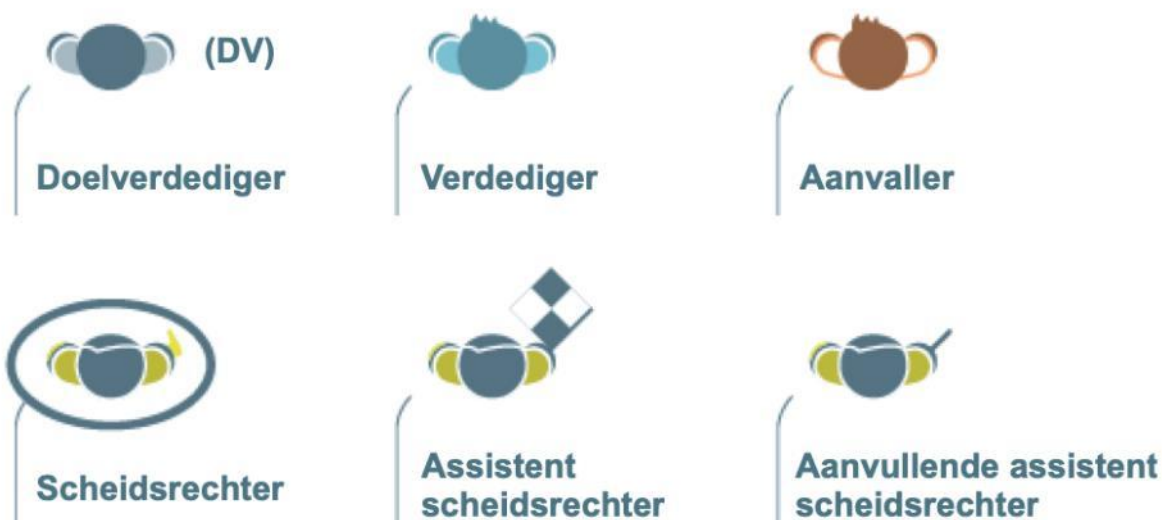 (DV)
Doelverdediger
Verdediger
Aanvaller
Scheidsrechter
Assistent
scheidsrechter
Aanvullende assistent
scheidsrechter